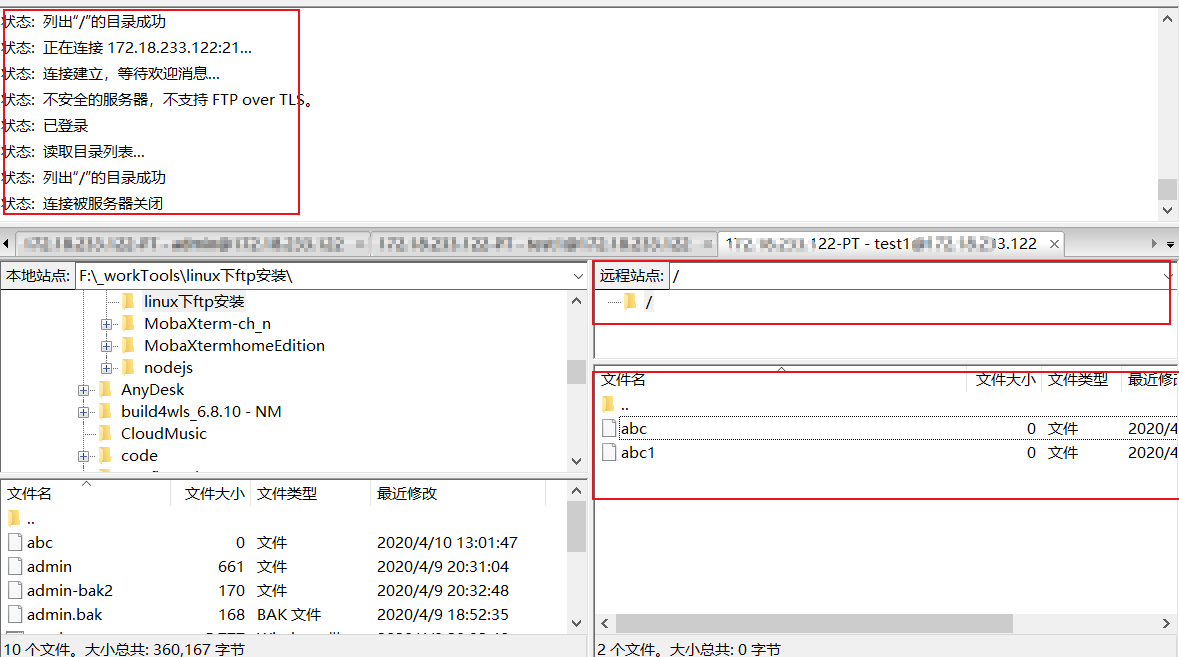 状态: 列出“/”的目录成功
状态: 正在连接 172.18.233.122:21...
状态: 连接建立，等待欢迎消息...
状态: 不安全的服务器，不支持 FTP over TLS。
状态: 已登录
状态: 读取目录列表...
状态: 列出“/”的目录成功
状态: 连接被服务器关闭
122-PT - test1 3.122
本地站点: F:\_workTools\linux下ftp安装\
linux下ftp安装
MobaXterm-ch_n
MobaXtermhomeEdition
nodejs
AnyDesk
build4wls_6.8.10 - NM
CloudMusic
code
文件名 文件大小 文件类型 最近修改
..
abc 0 文件 2020/4/10 13:01:47
admin 661 文件 2020/4/9 20:31:04
admin-bak2 170 文件 2020/4/9 20:32:48
admin.bak 168 BAK 文件 2020/4/9 18:52:35
10 个文件。大小总共: 360,167 字节
远程站点: /
/
文件名 文件大小 文件类型 最近修
..
abc 0 文件 2020/4
abc1 0 文件 2020/4
2 个文件。大小总共: 0 字节